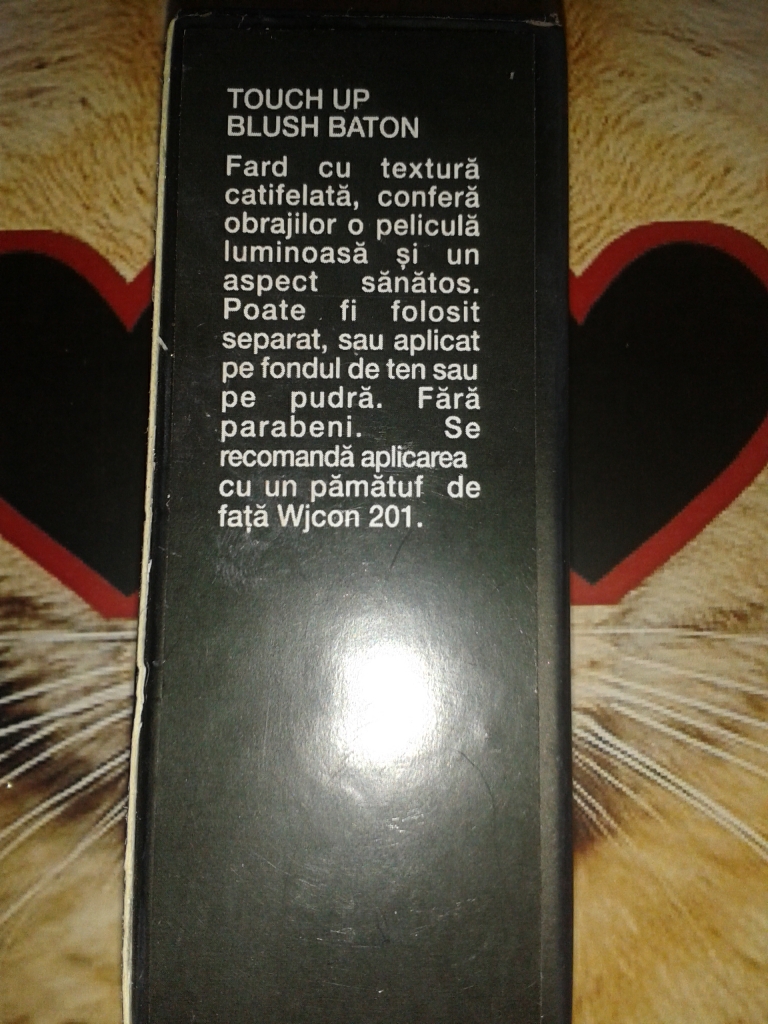 TOUCH UP
BLUSH BATON
Fard cu textură
catifelată, conferă
obrajilor o peliculă
luminoasă și un
aspect sănătos.
Poate fi folosit
separat, sau aplicat
pe fondul de ten sau
pe pudră. Fără
parabeni. Se
recomandă aplicarea
cu un pămătuf de
față Wjcon 201.